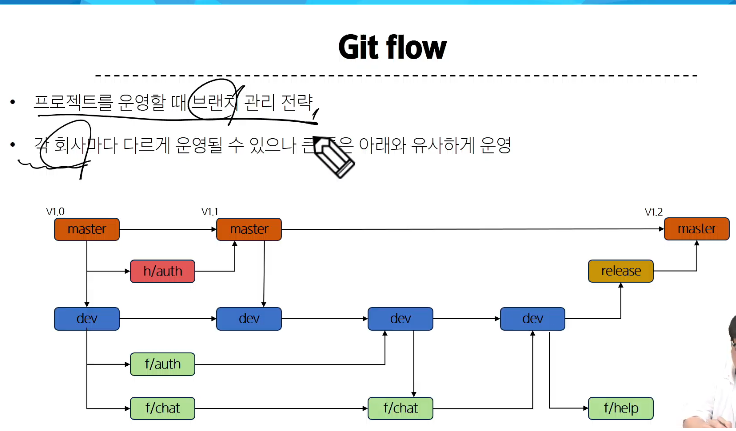 Git flow
• 프로젝트를 운영할 때 브랜치 관리 전략
• 각 회사마다 다르게 운영될 수 있으나 큰 아래와 유사하게 운영
V1.0 V1.1 V1.2
master master master
h/auth release
dev dev dev dev
f/auth
f/chat f/chat f/help